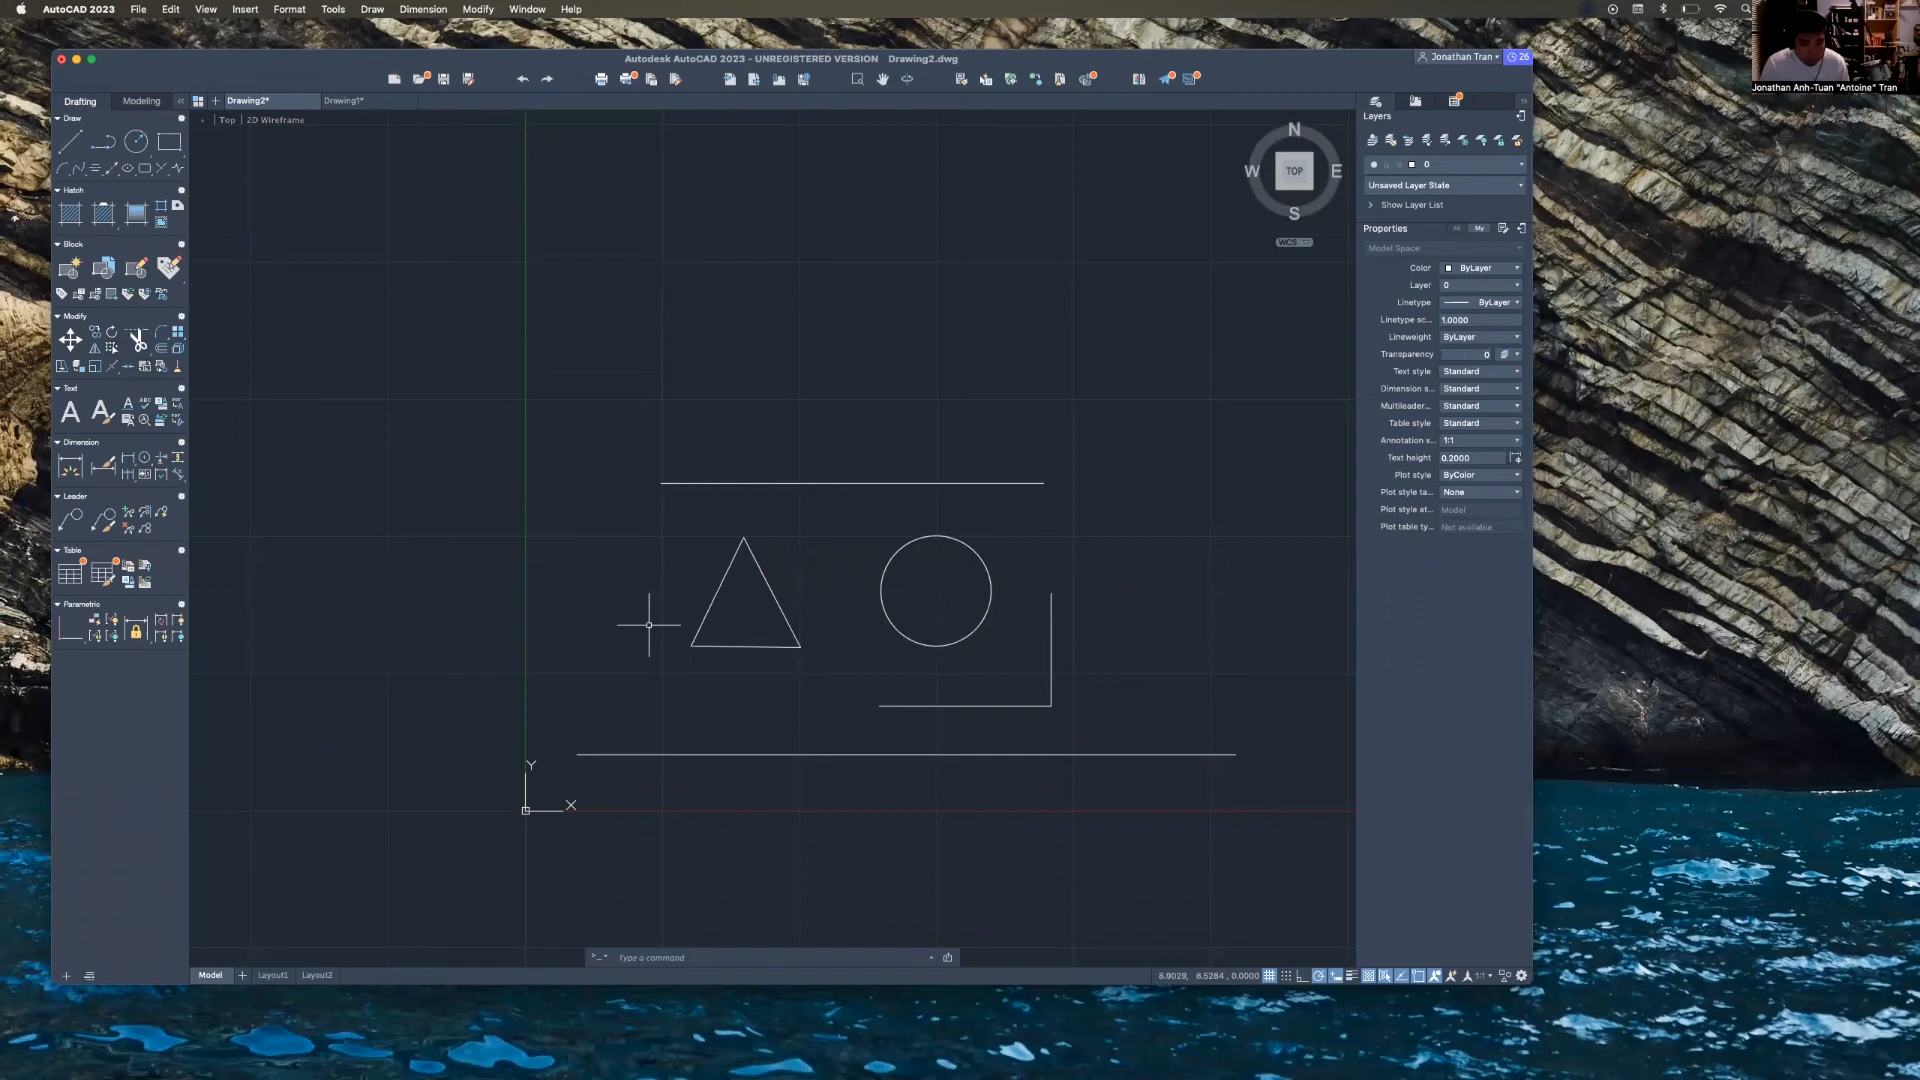 AutoCAD 2023 File Edit View Insert Format Tools Draw Dimension Modify Window Help
Autodesk AutoCAD 2023 - UNREGISTERED VERSION Drawing2.dwg
Jonathan Tran
26
Jonathan Anh-Tuan "Antoine" Tran
Drafting Modeling
Drawing2* Drawing1*
Top 2D Wireframe
Draw
Hatch
Block
Modify
Text
Dimension
Leader
Table
Parametric
N
W TOP E
S
WCS
Y
X
Type a command
Model Layout1 Layout2
8.9029, 8.5284 , 0.0000
1:1
Layers
0
Unsaved Layer State
Show Layer List
Properties
All My
Model Space
Color ByLayer
Layer 0
Linetype ByLayer
Linetype sc... 1.0000
Lineweight ByLayer
Transparency 0
Text style Standard
Dimension s... Standard
Multileader... Standard
Table style Standard
Annotation s... 1:1
Text height 0.2000
Plot style ByColor
Plot style ta... None
Plot style at... Model
Plot table ty... Not available